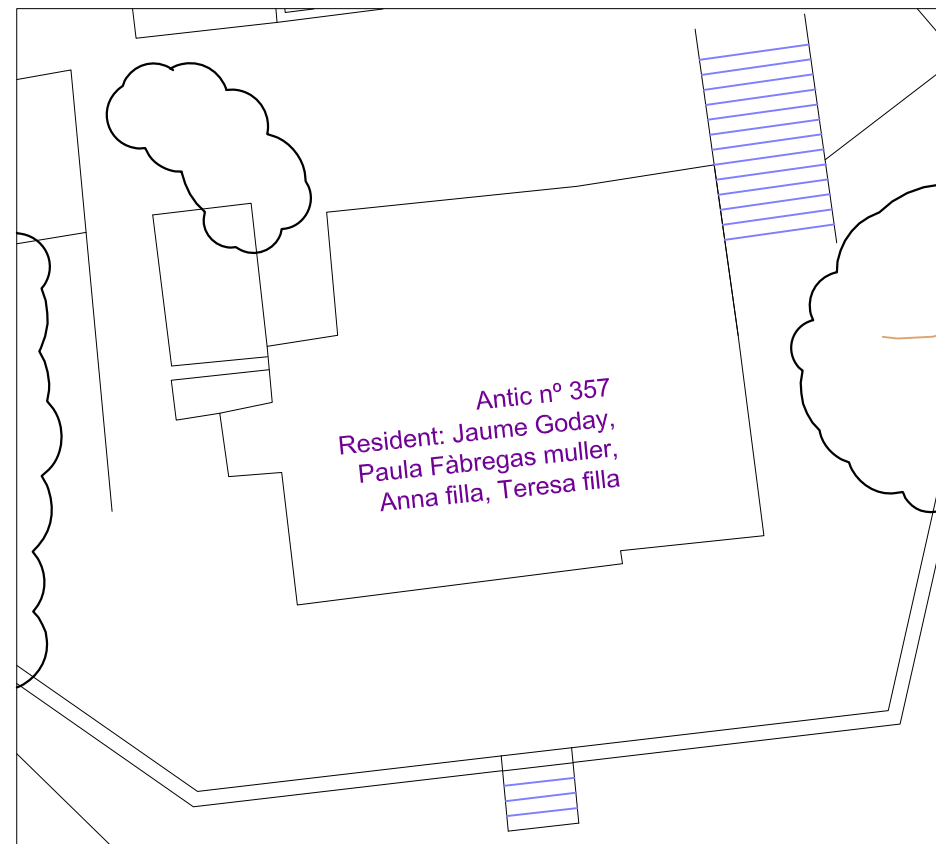 Antic nº 357
Resident: Jaume Goday,
Paula Fàbregas muller,
Anna filla, Teresa filla